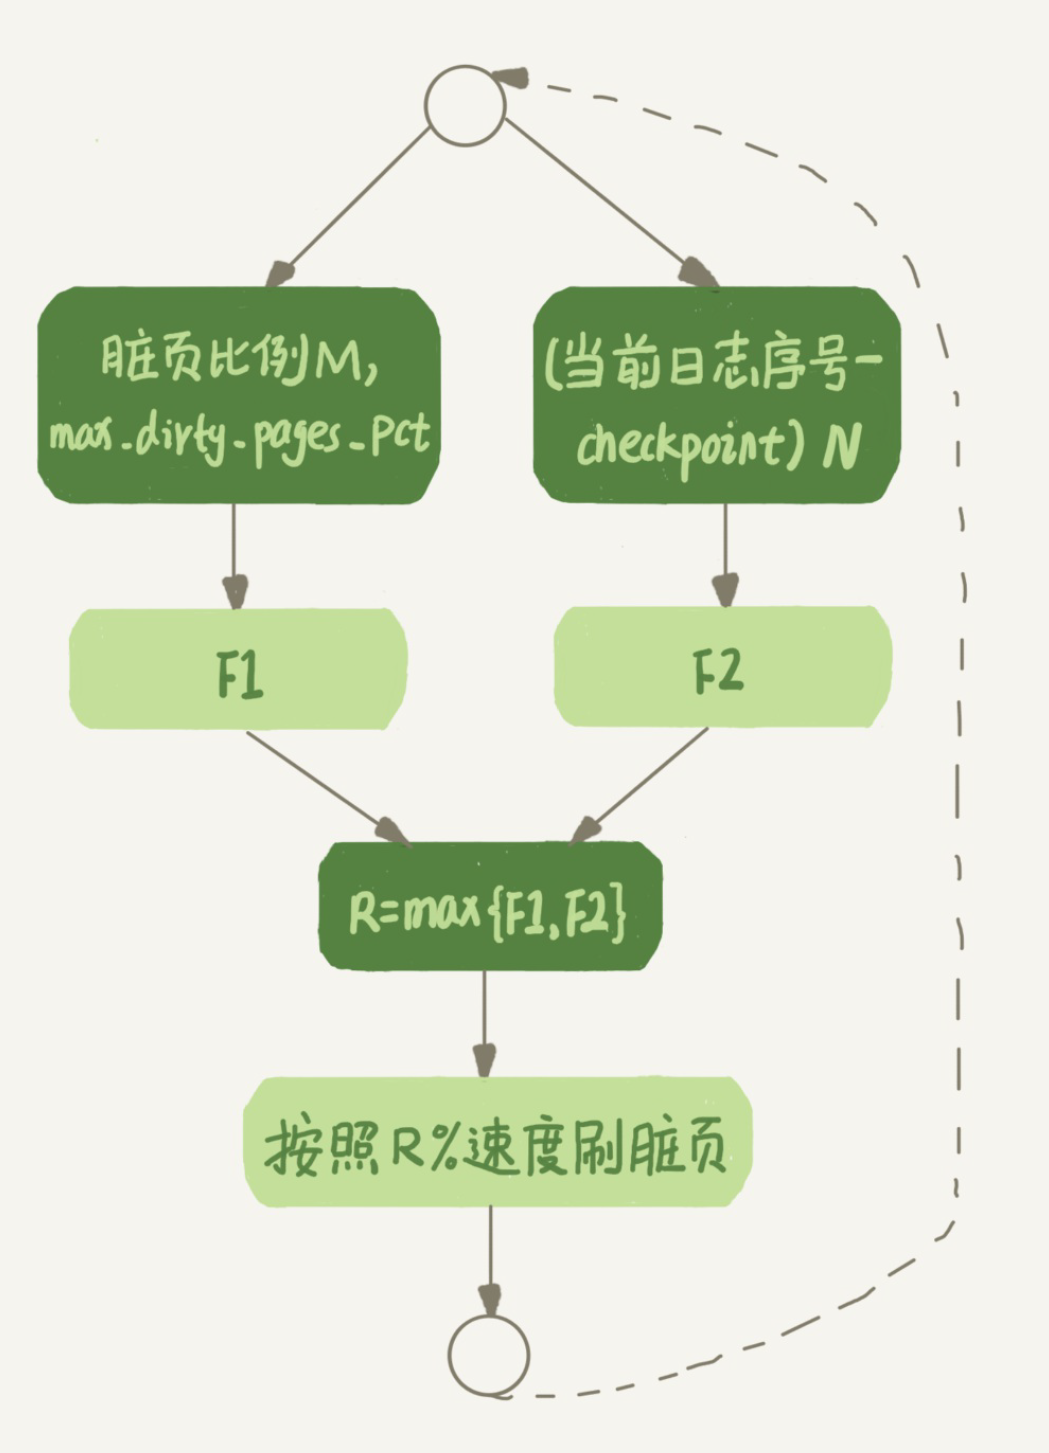 脏页比例M,
max_dirty_pages_pct
(当前日志序号-
checkpoint) N
F1
F2
R=max{F1,F2}
按照R%速度刷脏页